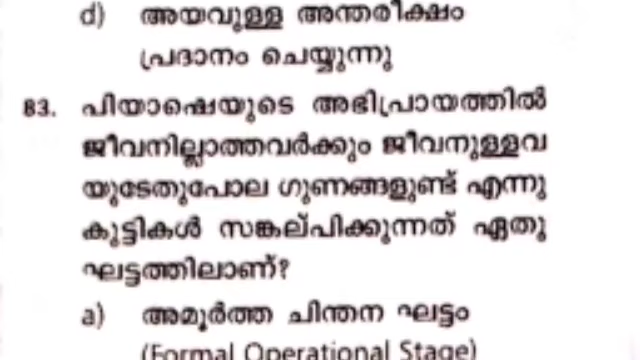 d) അയവുള്ള അന്തരീക്ഷം
പ്രദാനം ചെയ്യുന്നു
83. പിയാഷെയുടെ അഭിപ്രായത്തിൽ
ജീവനില്ലാത്തവർക്കും ജീവനുള്ളവ
യുടേതുപോല ഗുണങ്ങളുണ്ട് എന്നു
കുട്ടികൾ സങ്കല്പിക്കുന്നത് ഏതു
ഘട്ടത്തിലാണ്?
a) അമൂർത്ത ചിന്തന ഘട്ടം
(Formal Operational Stage)